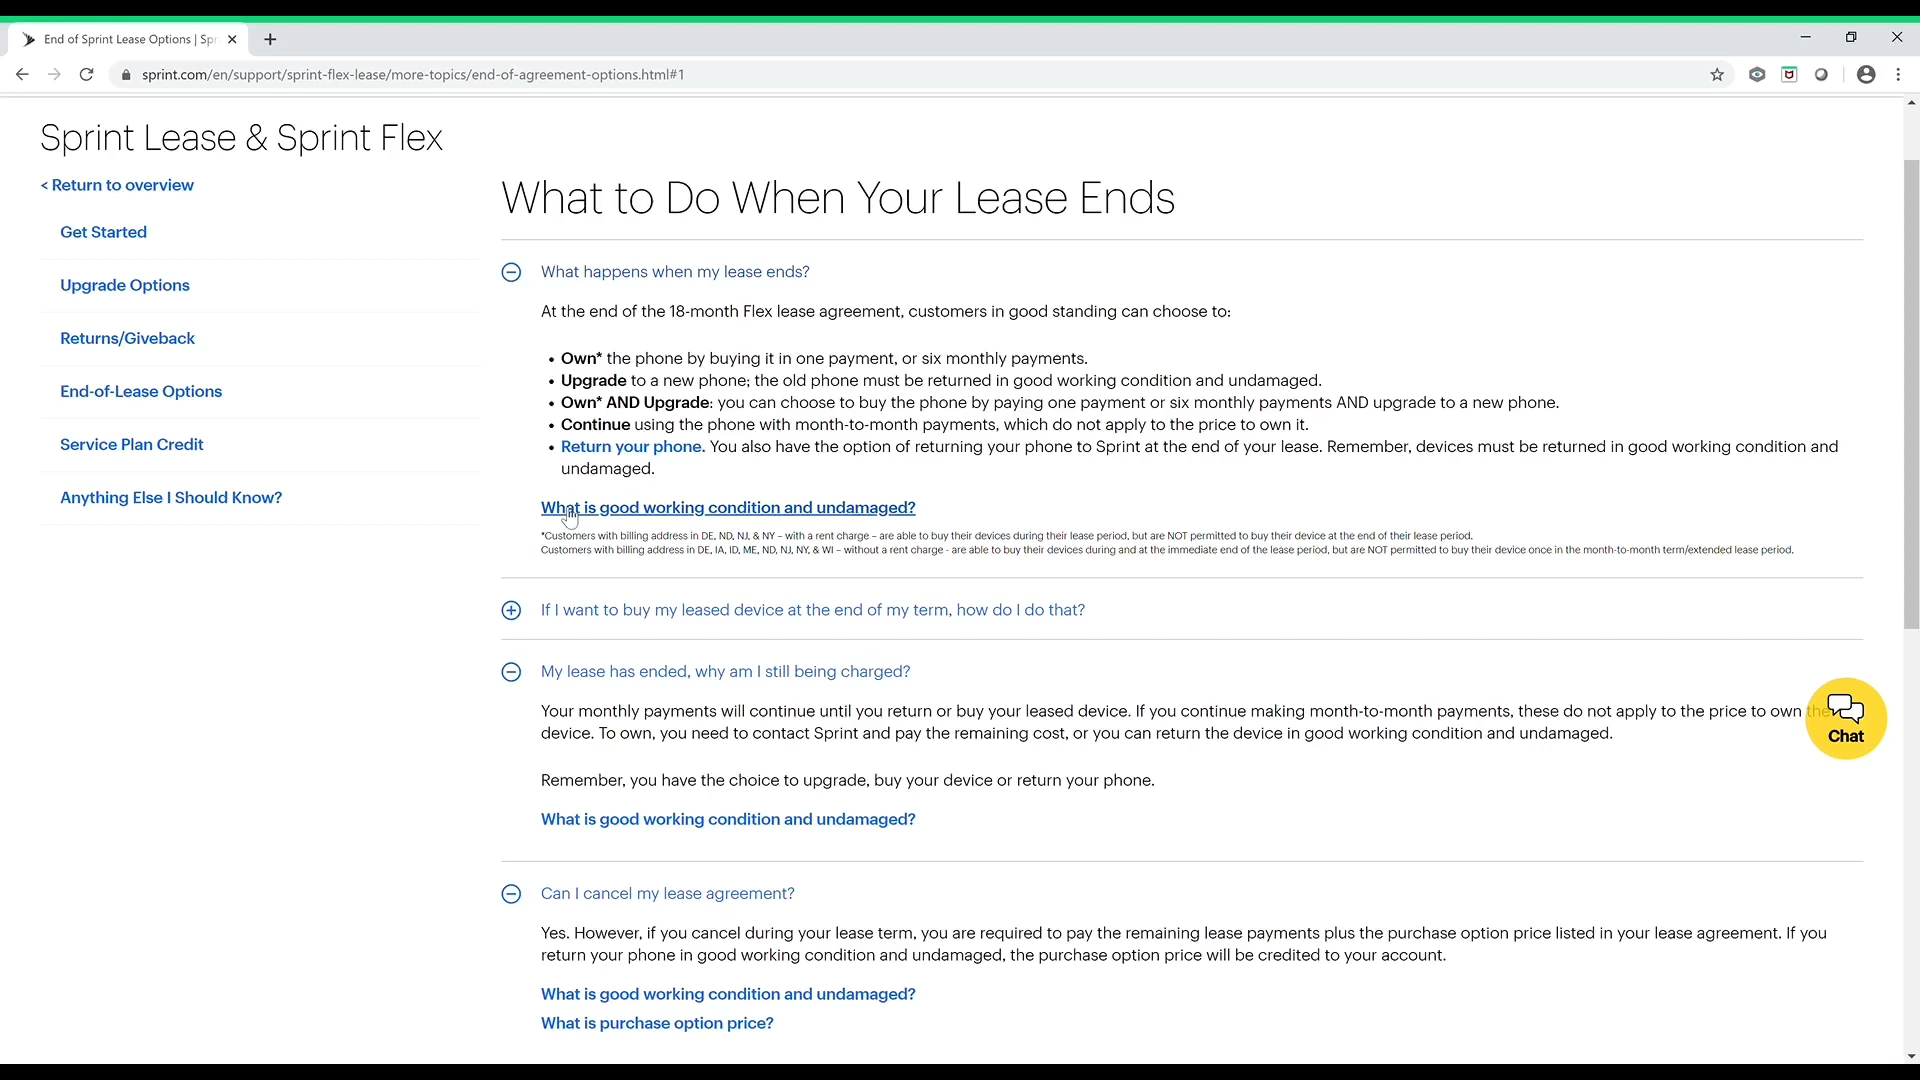 End of Sprint Lease Options | Spr
sprint.com/en/support/sprint-flex-lease/more-topics/end-of-agreement-options.html#1
Sprint Lease & Sprint Flex
< Return to overview
Get Started
Upgrade Options
Returns/Giveback
End-of-Lease Options
Service Plan Credit
Anything Else I Should Know?
What to Do When Your Lease Ends
What happens when my lease ends?
At the end of the 18-month Flex lease agreement, customers in good standing can choose to:
• Own* the phone by buying it in one payment, or six monthly payments.
• Upgrade to a new phone; the old phone must be returned in good working condition and undamaged.
• Own* AND Upgrade: you can choose to buy the phone by paying one payment or six monthly payments AND upgrade to a new phone.
• Continue using the phone with month-to-month payments, which do not apply to the price to own it.
• Return your phone. You also have the option of returning your phone to Sprint at the end of your lease. Remember, devices must be returned in good working condition and
undamaged.
What is good working condition and undamaged?
*Customers with billing address in DE, ND, NJ, & NY – with a rent charge – are able to buy their devices during their lease period, but are NOT permitted to buy their device at the end of their lease period.
Customers with billing address in DE, IA, ID, ME, ND, NJ, NY, & WI – without a rent charge - are able to buy their devices during and at the immediate end of the lease period, but are NOT permitted to buy their device once in the month-to-month term/extended lease period.
If I want to buy my leased device at the end of my term, how do I do that?
My lease has ended, why am I still being charged?
Your monthly payments will continue until you return or buy your leased device. If you continue making month-to-month payments, these do not apply to the price to own the
device. To own, you need to contact Sprint and pay the remaining cost, or you can return the device in good working condition and undamaged.
Remember, you have the choice to upgrade, buy your device or return your phone.
What is good working condition and undamaged?
Can I cancel my lease agreement?
Yes. However, if you cancel during your lease term, you are required to pay the remaining lease payments plus the purchase option price listed in your lease agreement. If you
return your phone in good working condition and undamaged, the purchase option price will be credited to your account.
What is good working condition and undamaged?
What is purchase option price?
Chat